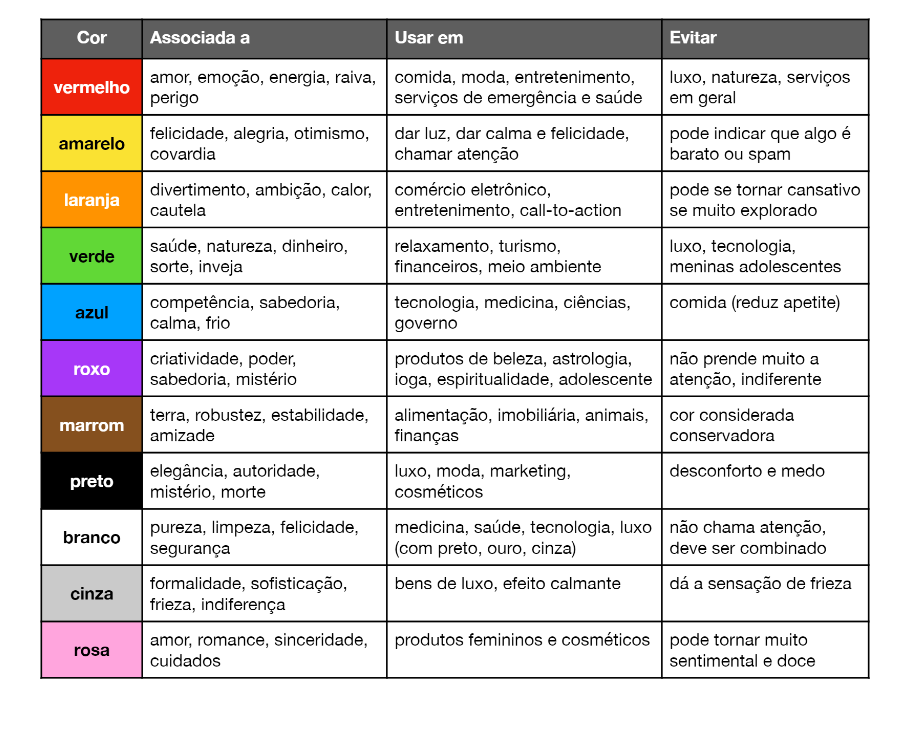 Cor Associada a Usar em Evitar
vermelho
amor, emoção, energia, raiva,
perigo
comida, moda, entretenimento,
serviços de emergência e saúde
luxo, natureza, serviços
em geral
amarelo
felicidade, alegria, otimismo,
covardia
dar luz, dar calma e felicidade,
chamar atenção
pode indicar que algo é
barato ou spam
laranja
divertimento, ambição, calor,
cautela
comércio eletrônico,
entretenimento, call-to-action
pode se tornar cansativo
se muito explorado
verde
saúde, natureza, dinheiro,
sorte, inveja
relaxamento, turismo,
financeiros, meio ambiente
luxo, tecnologia,
meninas adolescentes
azul
competência, sabedoria,
calma, frio
tecnologia, medicina, ciências,
governo
comida (reduz apetite)
roxo
criatividade, poder,
sabedoria, mistério
produtos de beleza, astrologia,
ioga, espiritualidade, adolescente
não prende muito a
atenção, indiferente
marrom
terra, robustez, estabilidade,
amizade
alimentação, imobiliária, animais,
finanças
cor considerada
conservadora
preto
elegância, autoridade,
mistério, morte
luxo, moda, marketing,
cosméticos
desconforto e medo
branco
pureza, limpeza, felicidade,
segurança
medicina, saúde, tecnologia, luxo
(com preto, ouro, cinza)
não chama atenção,
deve ser combinado
cinza
formalidade, sofisticação,
frieza, indiferença
bens de luxo, efeito calmante
dá a sensação de frieza
rosa
amor, romance, sinceridade,
cuidados
produtos femininos e cosméticos
pode tornar muito
sentimental e doce